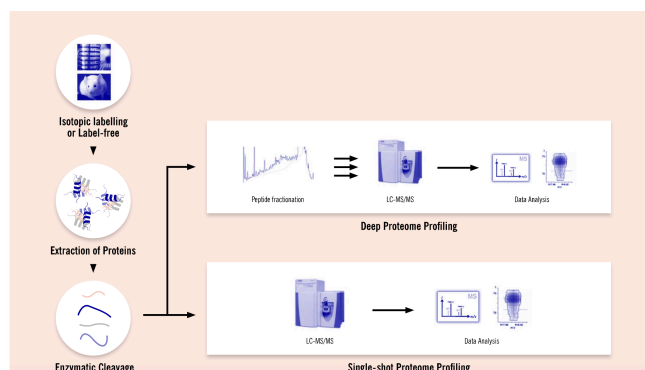 Isotopic labelling
or Label-free
Extraction of Proteins
Enzymatic Cleavage
Peptide fractionation
LC-MS/MS
MS
Data Analysis
Deep Proteome Profiling
LC-MS/MS
MS
Data Analysis
Single-shot Proteome Profiling